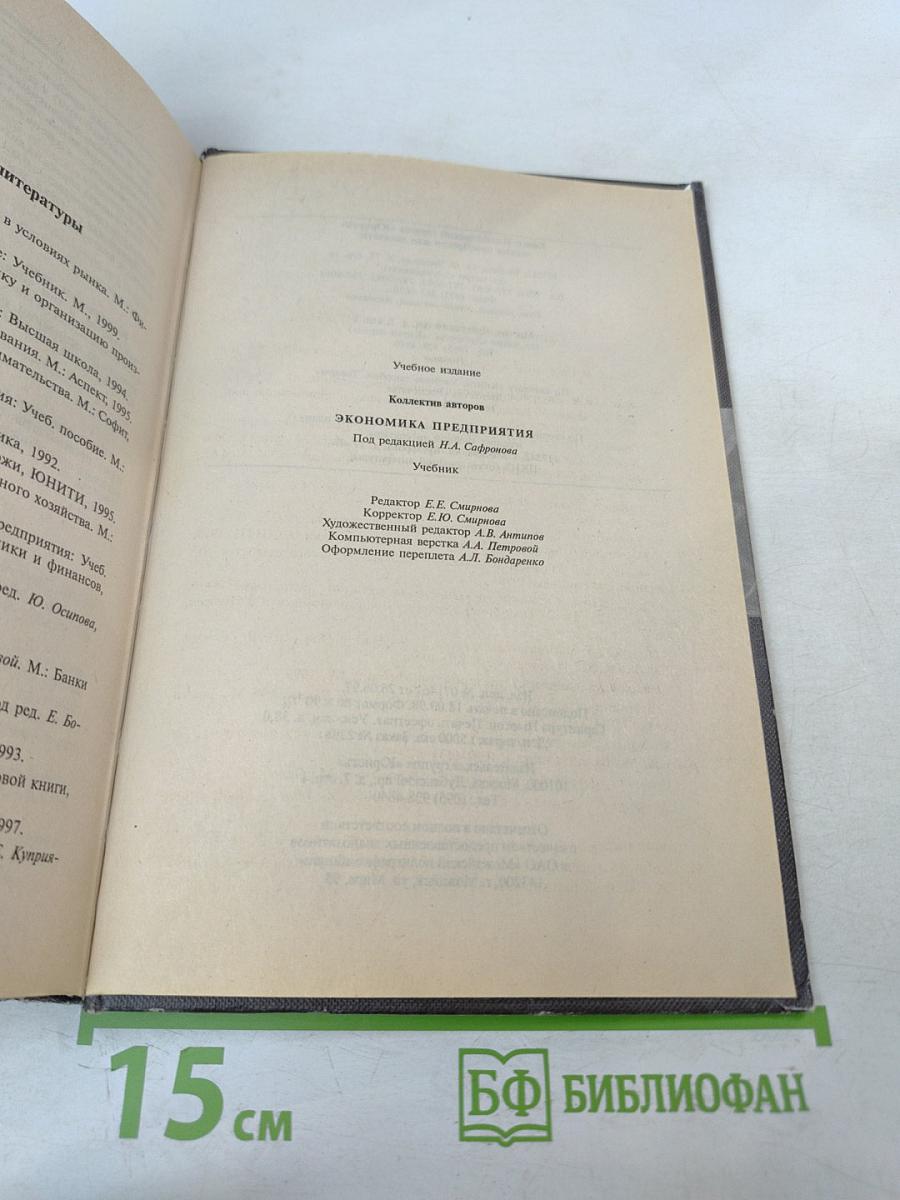 литературы
в условиях рынка. М.: Фи-
е: Учебник. М., 1999.
ку и организацию произ-
: Высшая школа, 1994.
вания. М.: Аспект, 1995.
имательства. М.: Софит,
ия: Учеб. пособие. М.:
ика, 1992.
жи, ЮНИТИ, 1995.
ного хозяйства. М.:
редприятия: Учеб.
ики и финансов,
ред. Ю. Осипова,
вой. М.: Банки
д ред. Е. Бо-
993.
овой книги,
997.
Куприя-
Учебное издание
Коллектив авторов
ЭКОНОМИКА ПРЕДПРИЯТИЯ
Под редакцией Н.А. Сафронова
Учебник
Редактор Е.Е. Смирнова
Корректор Е.Ю. Смирнова
Художественный редактор А.В. Антипов
Компьютерная верстка А.А. Петровой
Оформление переплета А.Л. Бондаренко
15 см
БФ БИБЛИОФАН